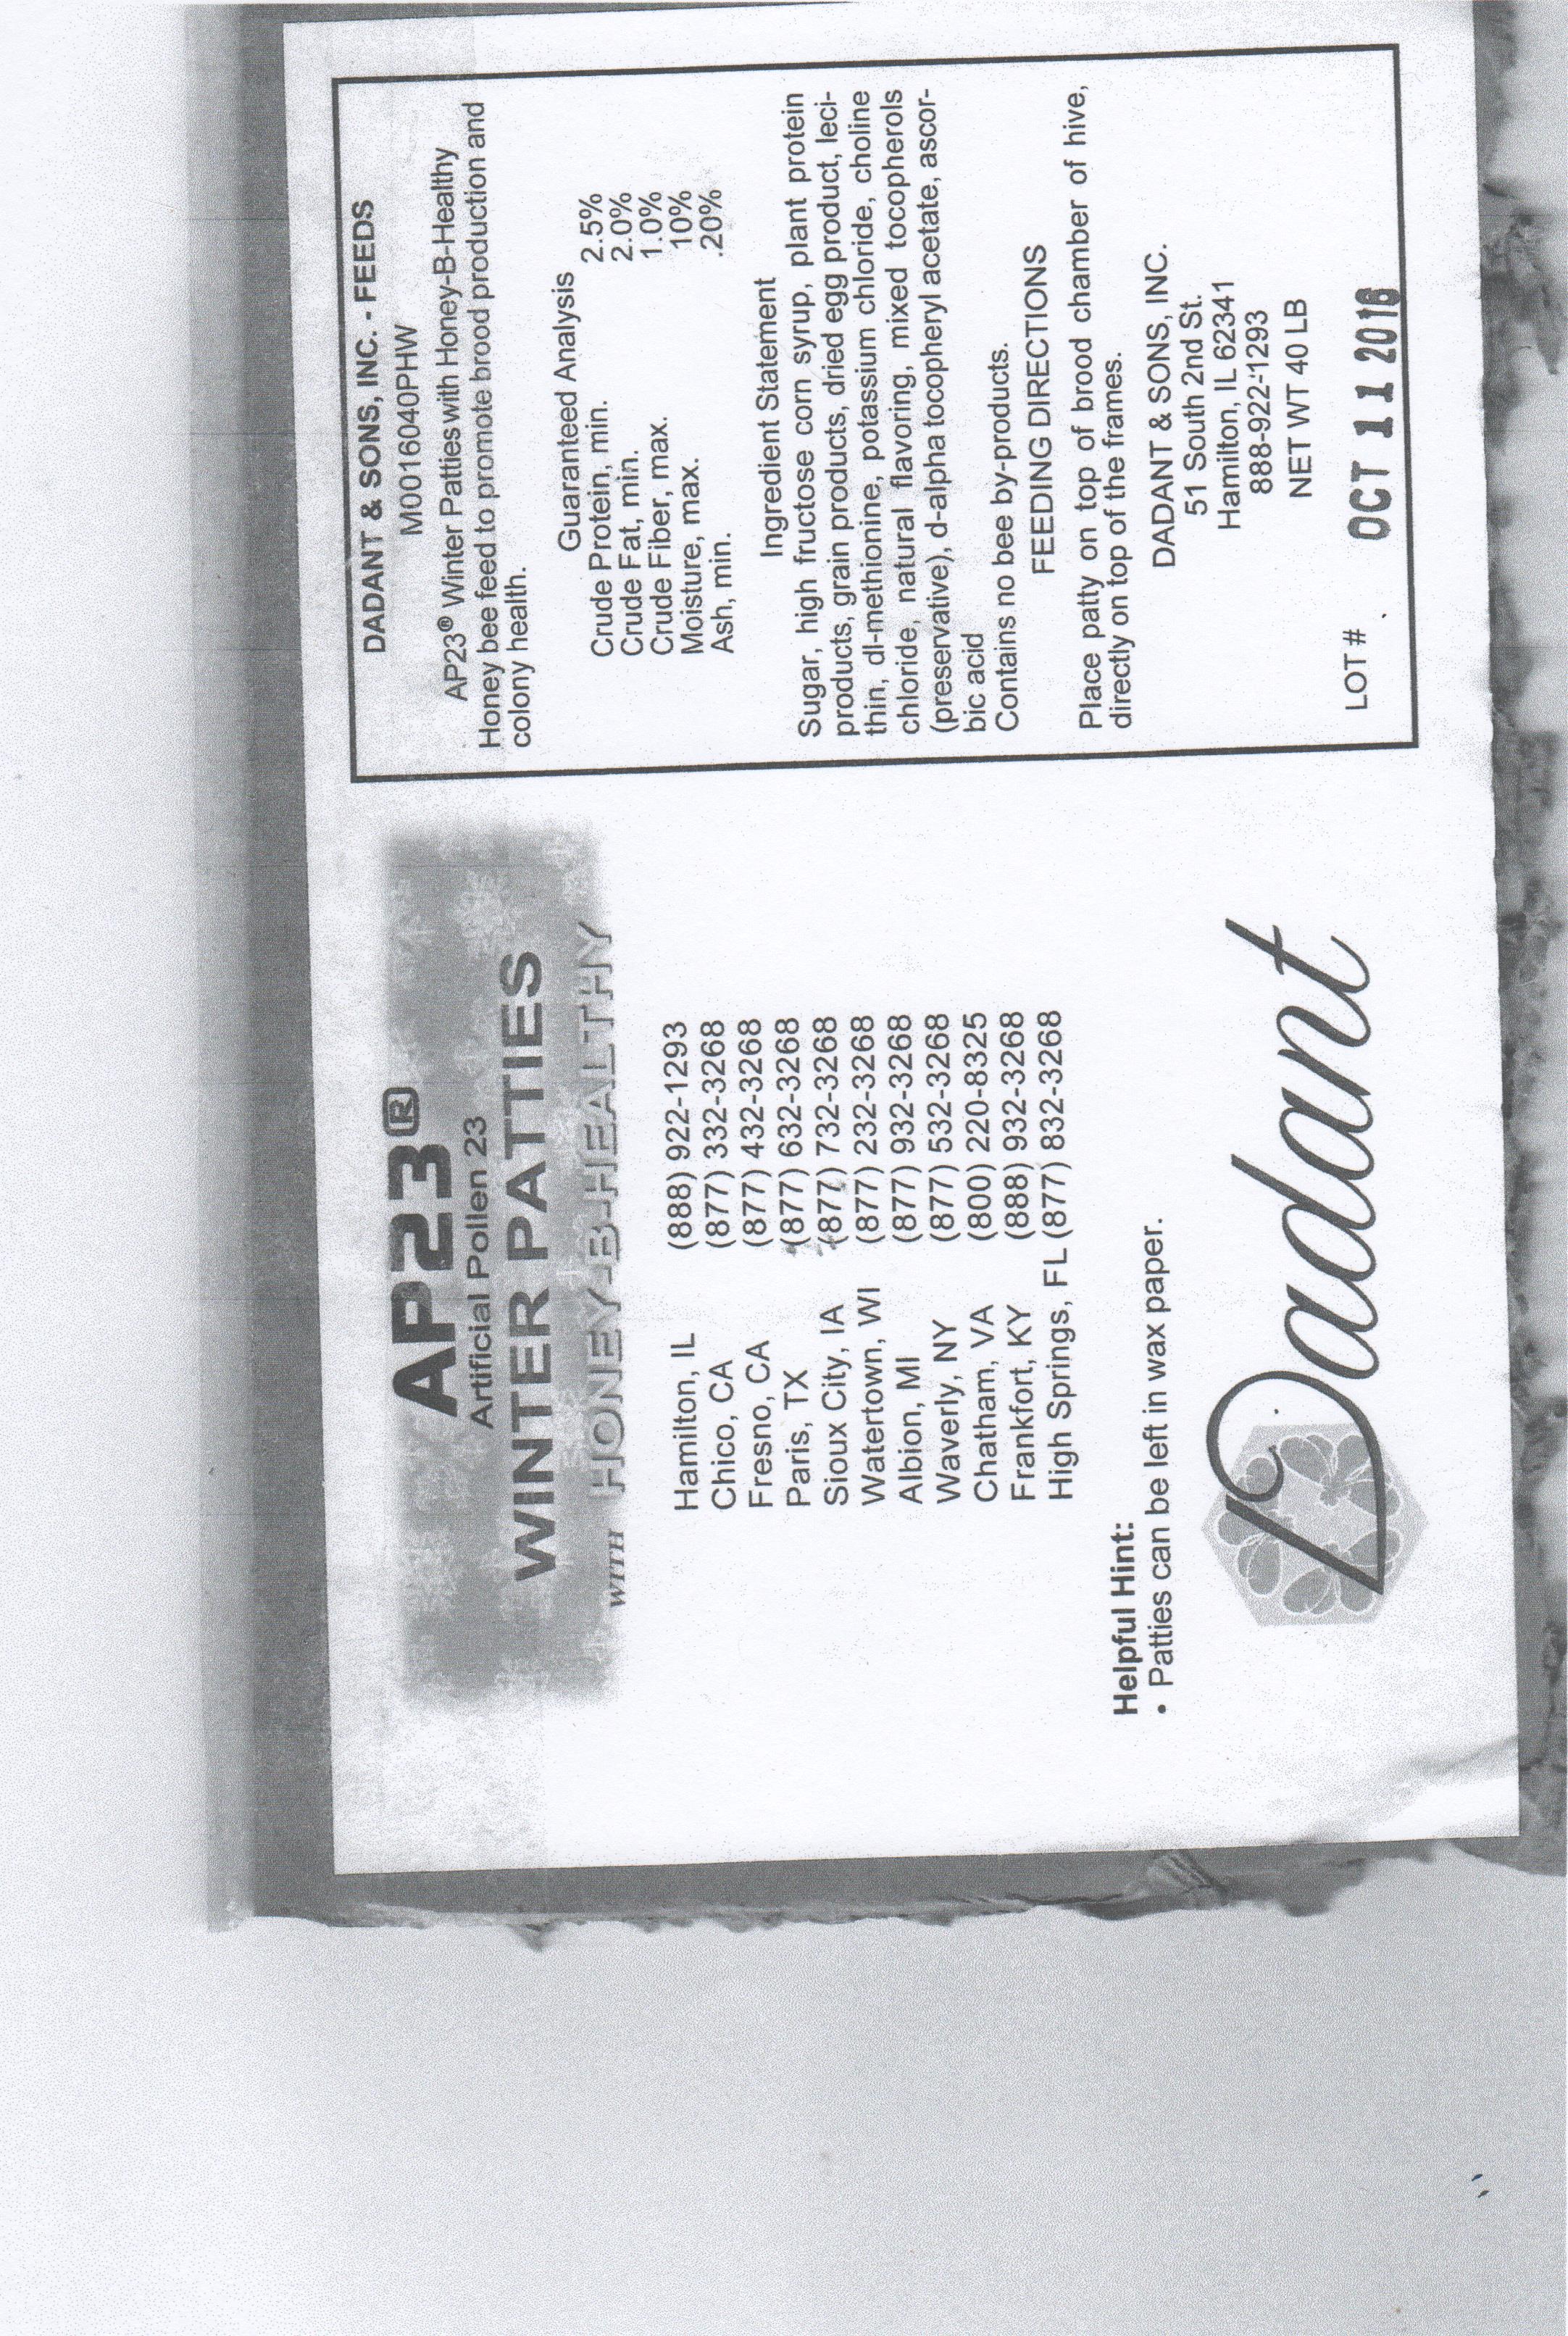 AP23®
Artificial Pollen 23
WINTER PATTIES
WITH HONEY-B-HEALTHY
Hamilton, IL (888) 922-1293
Chico, CA (877) 332-3268
Fresno, CA (877) 432-3268
Paris, TX (877) 632-3268
Sioux City, IA (877) 732-3268
Watertown, WI (877) 232-3268
Albion, MI (877) 932-3268
Waverly, NY (877) 532-3268
Chatham, VA (800) 220-8325
Frankfort, KY (888) 932-3268
High Springs, FL (877) 832-3268
Helpful Hint:
• Patties can be left in wax paper.
Dadant
DADANT & SONS, INC. - FEEDS
M0016040PHW
AP23® Winter Patties with Honey-B-Healthy
Honey bee feed to promote brood production and
colony health.
Guaranteed Analysis
Crude Protein, min. 2.5%
Crude Fat, min. 2.0%
Crude Fiber, max. 1.0%
Moisture, max. 10%
Ash, min. .20%
Ingredient Statement
Sugar, high fructose corn syrup, plant protein
products, grain products, dried egg product, leci-
thin, dl-methionine, potassium chloride, choline
chloride, natural flavoring, mixed tocopherols
(preservative), d-alpha tocopheryl acetate, ascor-
bic acid
Contains no bee by-products.
FEEDING DIRECTIONS
Place patty on top of brood chamber of hive,
directly on top of the frames.
DADANT & SONS, INC.
51 South 2nd St.
Hamilton, IL 62341
888-922-1293
NET WT 40 LB
LOT # OCT 11 2016